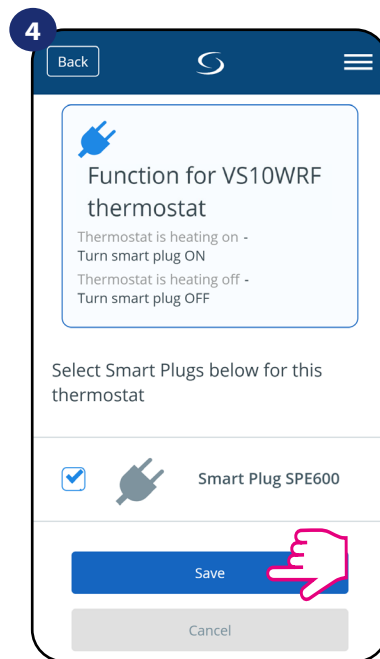 4
Back
Function for VS10WRF
thermostat
Thermostat is heating on -
Turn smart plug ON
Thermostat is heating off -
Turn smart plug OFF
Select Smart Plugs below for this
thermostat
Smart Plug SPE600
Save
Cancel